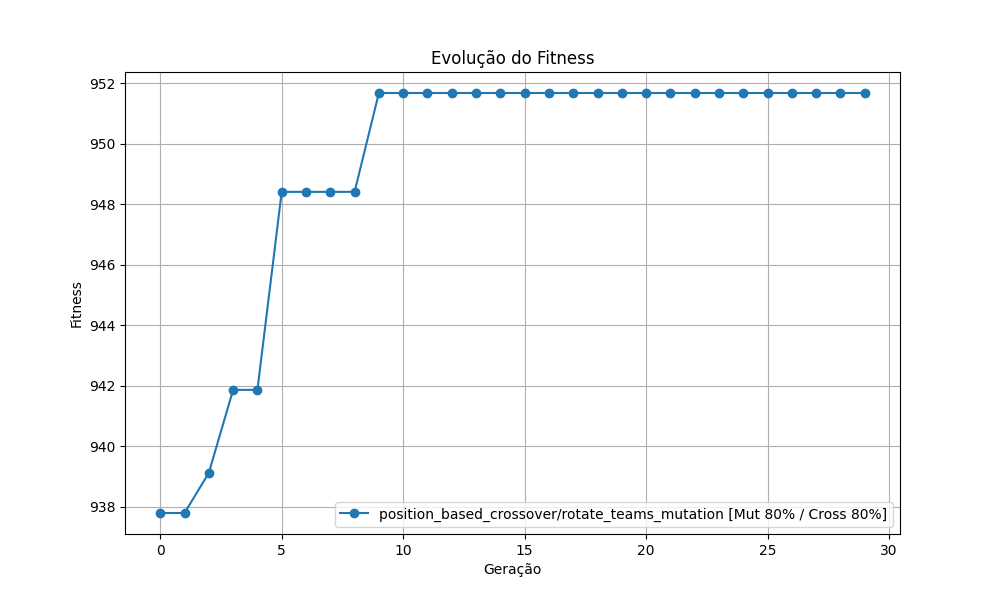 Evolução do Fitness
952
950
948
946
944
942
940
938
Fitness
0 5 10 15 20 25 30
Geração
position_based_crossover/rotate_teams_mutation [Mut 80% / Cross 80%]